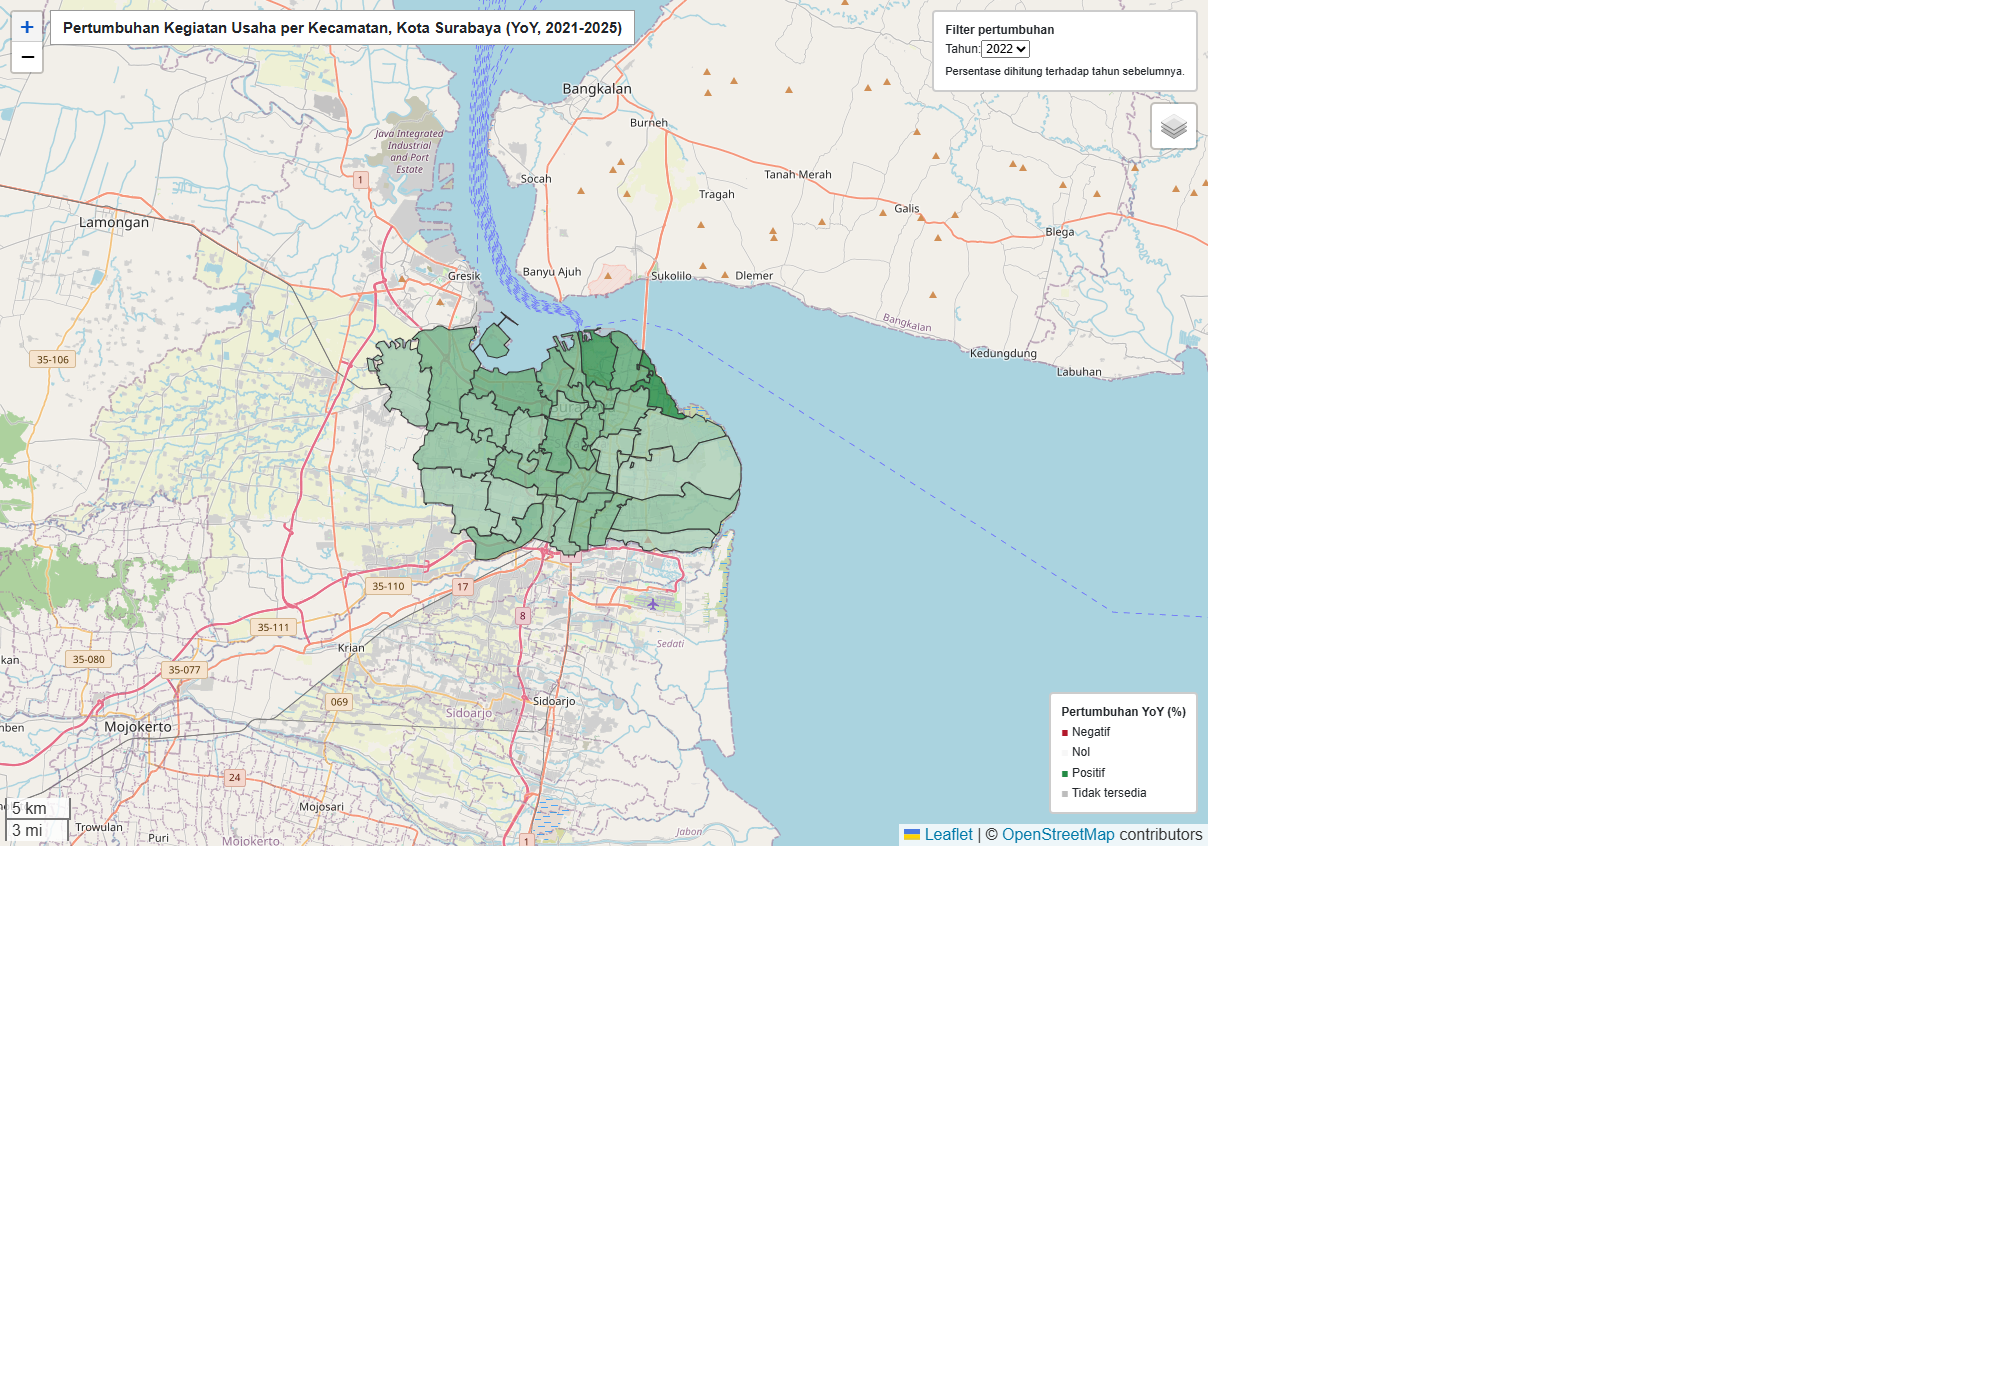 +
−
Pertumbuhan Kegiatan Usaha per Kecamatan, Kota Surabaya (YoY, 2021-2025)
Filter pertumbuhan
Tahun: 2022
Persentase dihitung terhadap tahun sebelumnya.
Bangkalan
Burneh
Java Integrated
Industrial
and Port
Estate
1
Socah
Tanah Merah
Tragah
Galis
Lamongan
Blega
Gresik
Banyu Ajuh
Sukolilo
Dlemer
Bangkalan
35-106
Kedungdung
Labuhan
Surabaya
35-110
17
8
35-111
Sedati
Krian
kan
35-080
35-077
069
Sidoarjo
Sidoarjo
Mojokerto
nben
24
Mojosari
Trowulan
Puri
Mojokerto
1
Jabon
Pertumbuhan YoY (%)
Negatif
Nol
Positif
Tidak tersedia
5 km
3 mi
Leaflet | © OpenStreetMap contributors